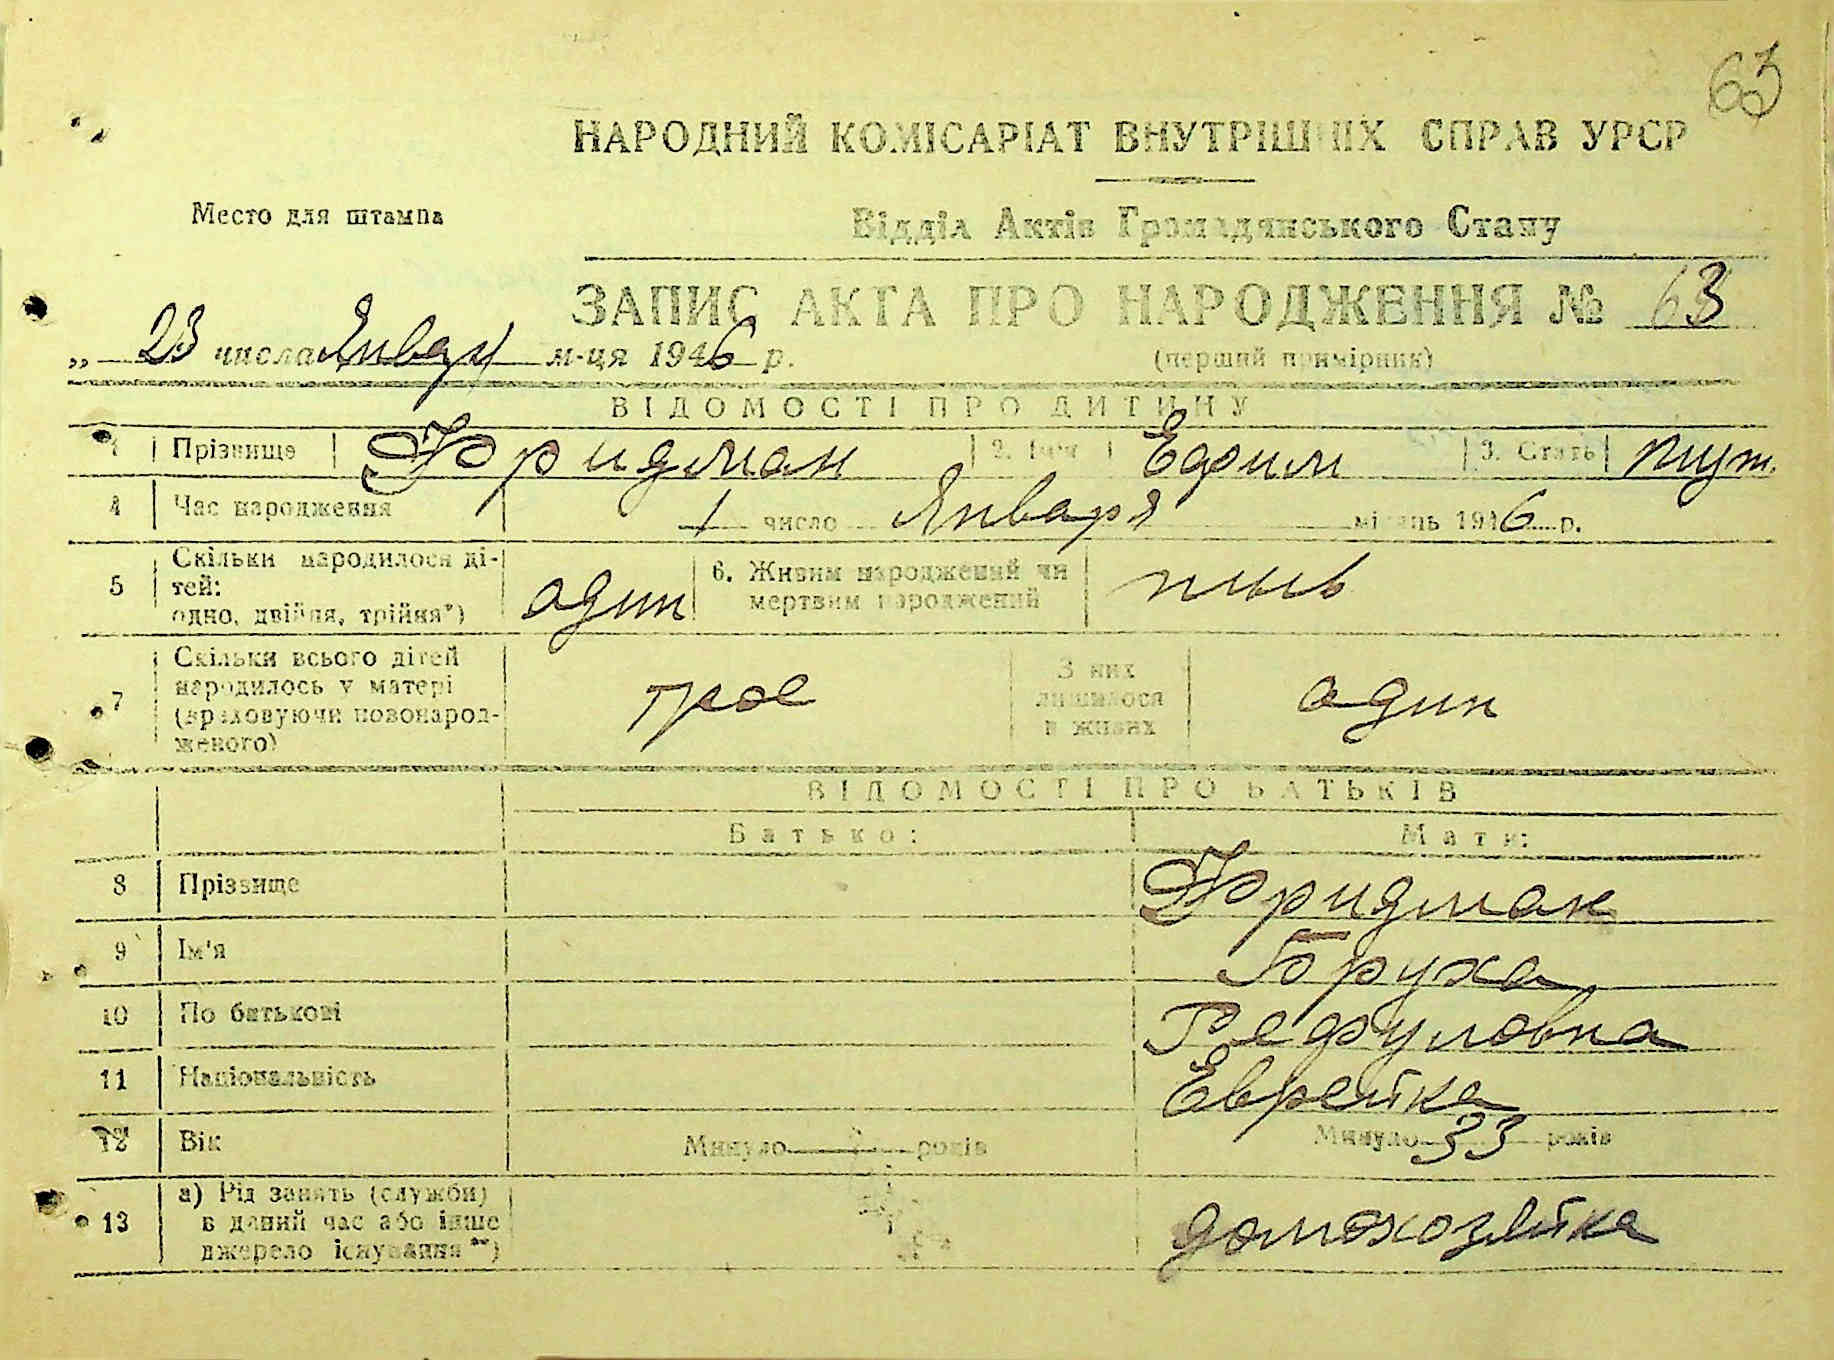 63
НАРОДНИЙ КОМІСАРІАТ ВНУТРІШНІХ СПРАВ УРСР
Место для штампа
Відділ Актів Громадянського Стану
ЗАПИС АКТА ПРО НАРОДЖЕННЯ № 63
„ 23 числа Января м-ця 1946 р.
(перший примірник)
ВІДОМОСТІ ПРО ДИТИНУ
1 Прізвище Фридман 2. Ім'я Ефим 3. Стать муж.
4 Час народження 1 число Января місяць 1946 р.
5 Скільки народилося ді-
тей:
одно, двійня, трійня*) один
6. Живим народжений чи
мертвим народжений
7 Скільки всього дітей
народилось у матері
(враховуючи новонарод-
женого) трое
З них
лишилося
в живих один
ВІДОМОСТІ ПРО БАТЬКІВ
Батько: Мати:
8 Прізвище Фридман
9 Ім'я Бруха
10 По батькові
11 Національність Еврейка
12 Вік Минуло років Минуло 33 років
13 а) Рід занять (служби)
в даний час або інше
джерело існування**) домохозяйка